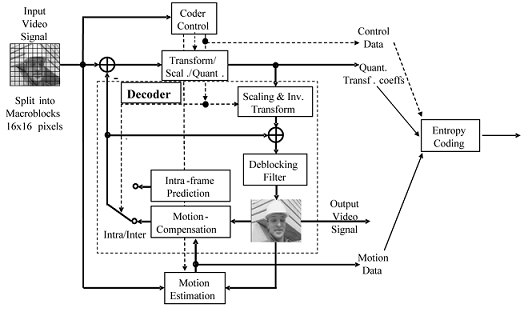 Input
Video
Signal
Split into
Macroblocks
16x16 pixels
Coder
Control
Control
Data
Transform/
Scal./Quant.
-
Quant.
Transf. coeffs
Decoder
Scaling & Inv.
Transform
Entropy
Coding
Deblocking
Filter
Intra-frame
Prediction
Motion-
Compensation
Intra/Inter
Output
Video
Signal
Motion
Data
Motion
Estimation